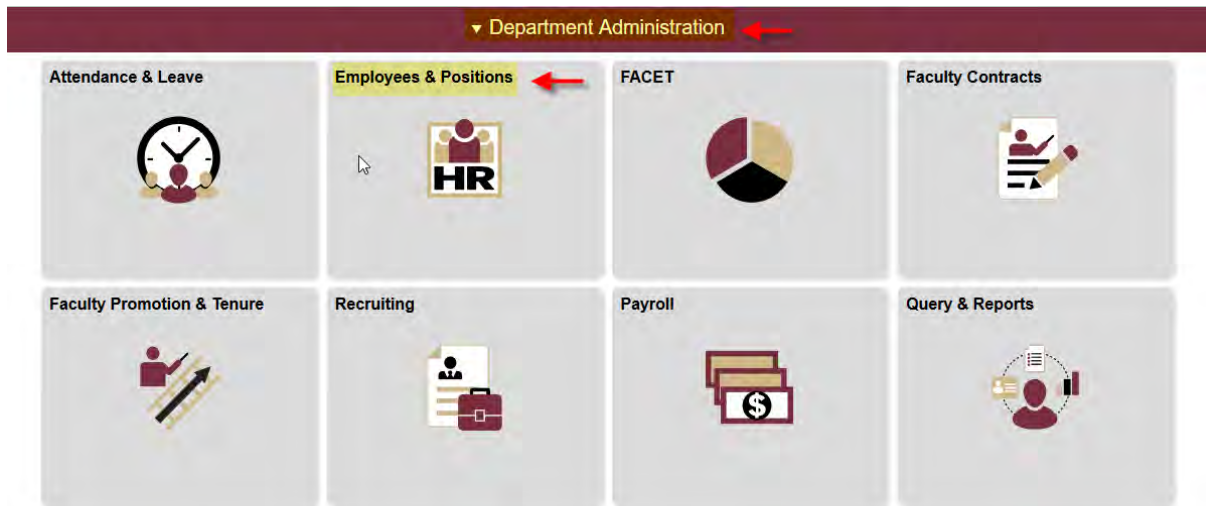 ▾ Department Administration
Attendance & Leave
Employees & Positions
FACET
Faculty Contracts
HR
Faculty Promotion & Tenure
Recruiting
Payroll
Query & Reports
$